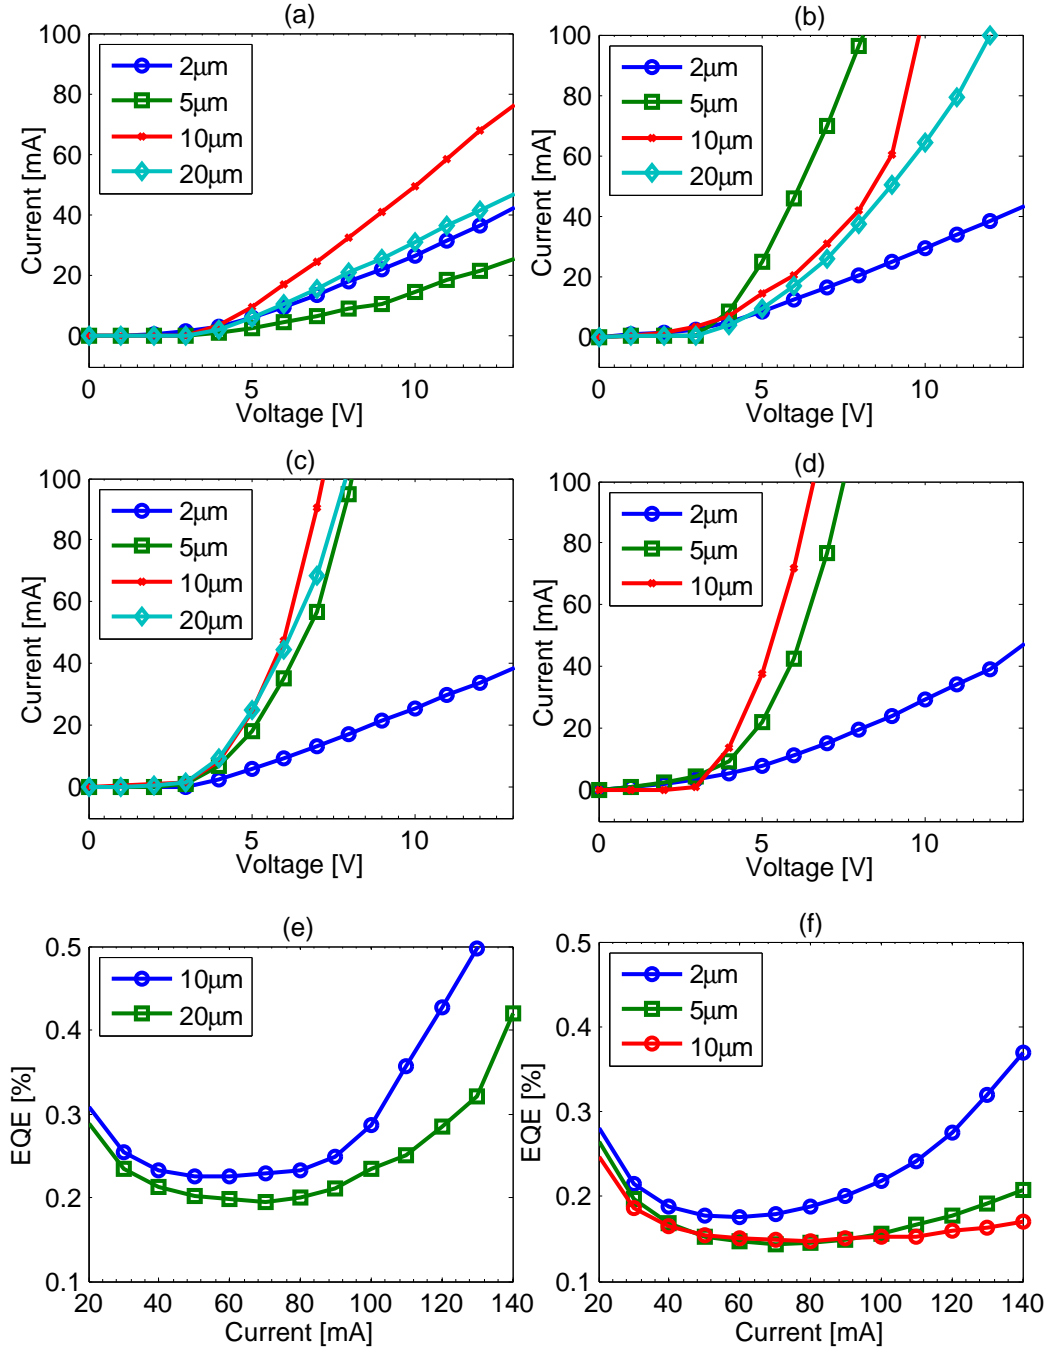 (a)
Current [mA]
100
80
60
40
20
0
2μm
5μm
10μm
20μm
0 5 10
Voltage [V]
(b)
Current [mA]
100
80
60
40
20
0
2μm
5μm
10μm
20μm
0 5 10
Voltage [V]
(c)
Current [mA]
100
80
60
40
20
0
2μm
5μm
10μm
20μm
0 5 10
Voltage [V]
(d)
Current [mA]
100
80
60
40
20
0
2μm
5μm
10μm
0 5 10
Voltage [V]
(e)
EQE [%]
0.5
0.4
0.3
0.2
0.1
10μm
20μm
20 40 60 80 100 120 140
Current [mA]
(f)
EQE [%]
0.5
0.4
0.3
0.2
0.1
2μm
5μm
10μm
20 40 60 80 100 120 140
Current [mA]